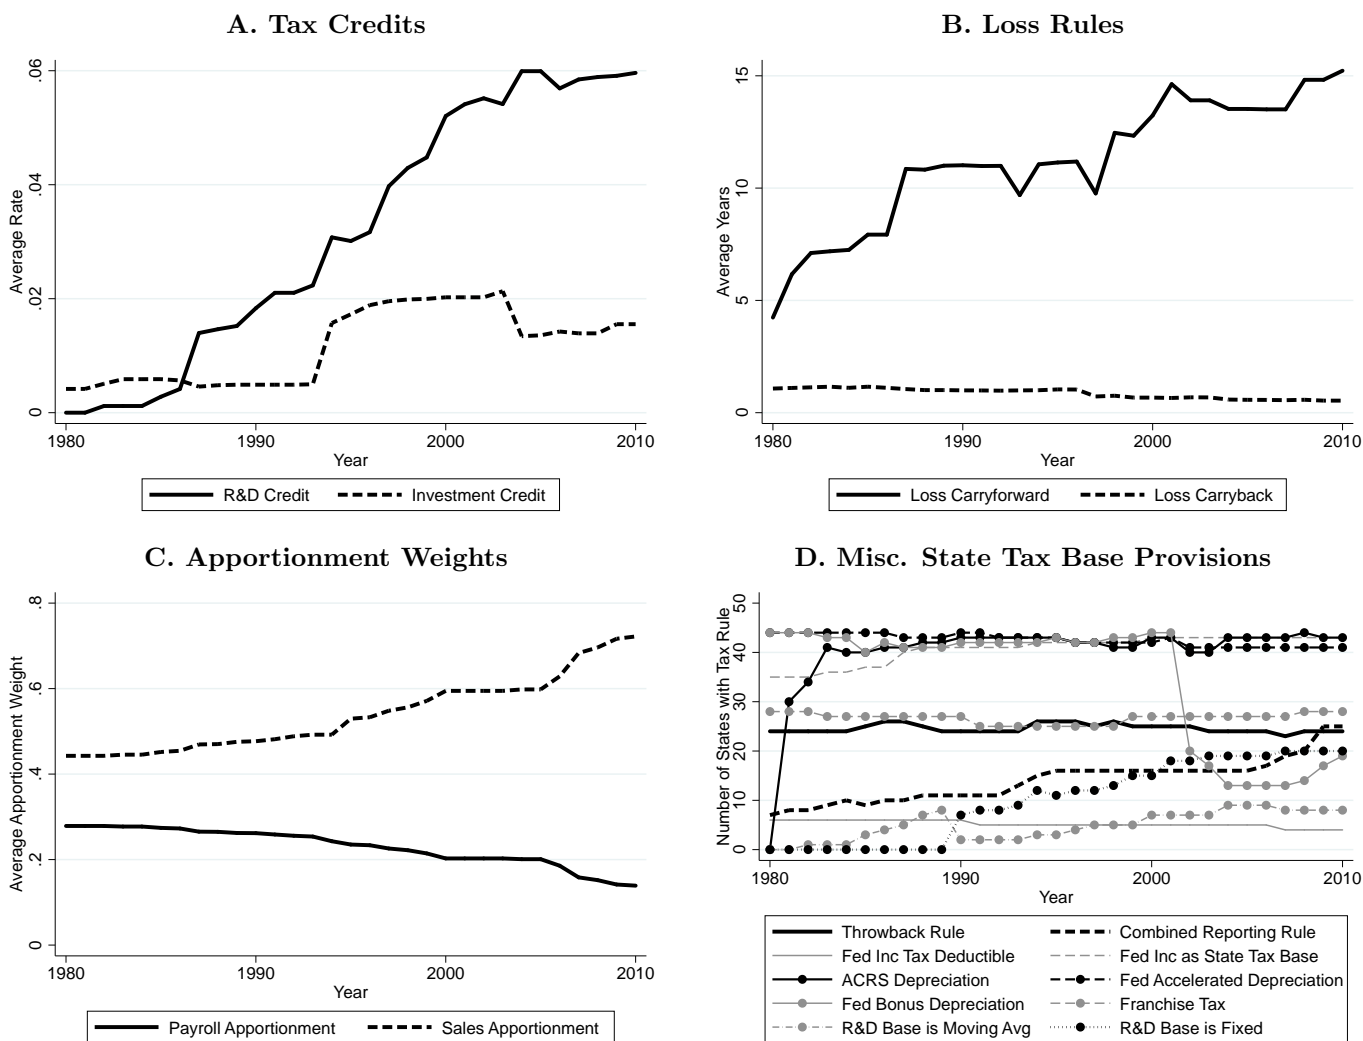 A. Tax Credits
Average Rate
.06
.04
.02
0
1980 1990 2000 2010
Year
R&D Credit Investment Credit
B. Loss Rules
Average Years
15
10
5
0
1980 1990 2000 2010
Year
Loss Carryforward Loss Carryback
C. Apportionment Weights
Average Apportionment Weight
.8
.6
.4
.2
0
1980 1990 2000 2010
Year
Payroll Apportionment Sales Apportionment
D. Misc. State Tax Base Provisions
Number of States with Tax Rule
50
40
30
20
10
0
1980 1990 2000 2010
Year
Throwback Rule Combined Reporting Rule
Fed Inc Tax Deductible Fed Inc as State Tax Base
ACRS Depreciation Fed Accelerated Depreciation
Fed Bonus Depreciation Franchise Tax
R&D Base is Moving Avg R&D Base is Fixed